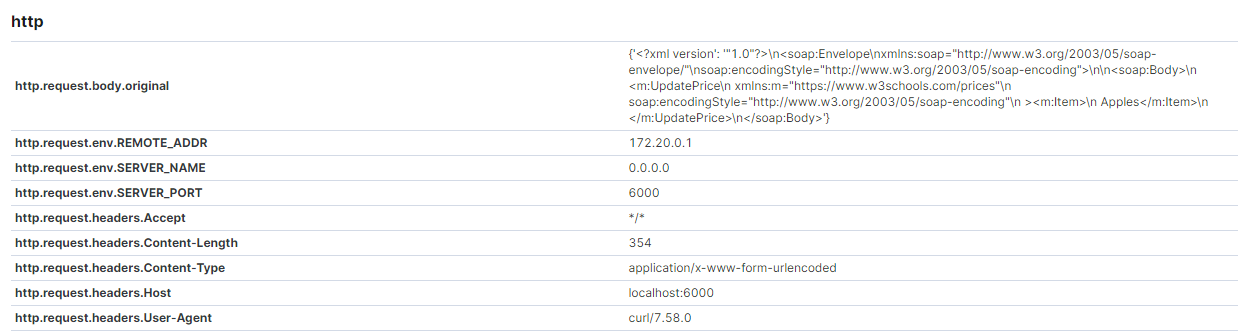 http
http.request.body.original
{'<?xml version': '"1.0"?>\n<soap:Envelope\nxmlns:soap="http://www.w3.org/2003/05/soap-
envelope/"\nsoap:encodingStyle="http://www.w3.org/2003/05/soap-encoding">\n\n<soap:Body>\n
<m:UpdatePrice\n xmlns:m="https://www.w3schools.com/prices"\n
soap:encodingStyle="http://www.w3.org/2003/05/soap-encoding"\n ><m:Item>\n Apples</m:Item>\n
</m:UpdatePrice>\n</soap:Body>'}
http.request.env.REMOTE_ADDR 172.20.0.1
http.request.env.SERVER_NAME 0.0.0.0
http.request.env.SERVER_PORT 6000
http.request.headers.Accept */*
http.request.headers.Content-Length 354
http.request.headers.Content-Type application/x-www-form-urlencoded
http.request.headers.Host localhost:6000
http.request.headers.User-Agent curl/7.58.0